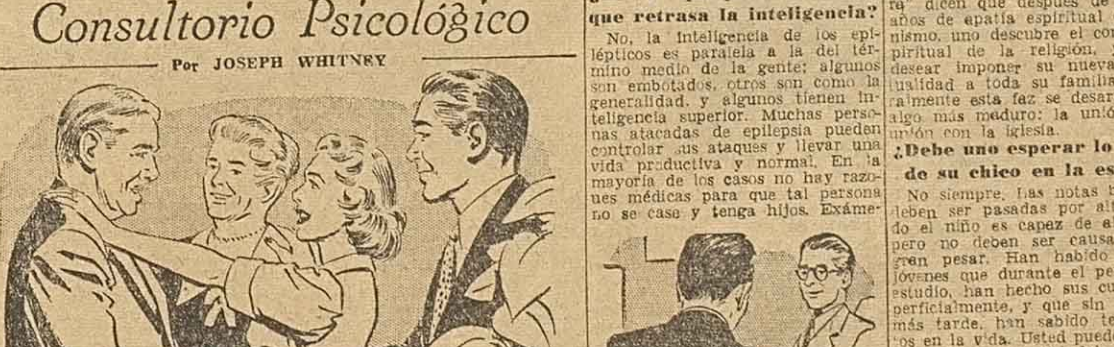 Consultorio Psicológico
Por JOSEPH WHITNEY
que retrasa la inteligencia?
No, la inteligencia de los epi-
lépticos es paralela a la del tér-
mino medio de la gente; algunos
son embotados, otros son como la
generalidad, y algunos tienen in-
teligencia superior. Muchas perso-
nas atacadas de epilepsia pueden
controlar sus ataques y llevar una
vida productiva y normal. En la
mayoría de los casos no hay razo-
nes médicas para que tal persona
no se case y tenga hijos. Exáme-
dicen que después de
años de apatía espiritual
nismo, uno descubre el
piritual de la religión,
desear imponer su nueva
tualidad a toda su familia
ralmente esta faz se desar
algo más maduro: la
unión con la iglesia.
¿Debe uno esperar lo
de su chico en la es
No siempre. Las notas
deben ser pasadas por al
do el niño es capaz de a
pero no deben ser causa
gran pesar. Han habido
jóvenes que durante el pe
estudio, han hecho sus cu
perficialmente, y que sin
más tarde, han sabido
os en la vida. Usted pued